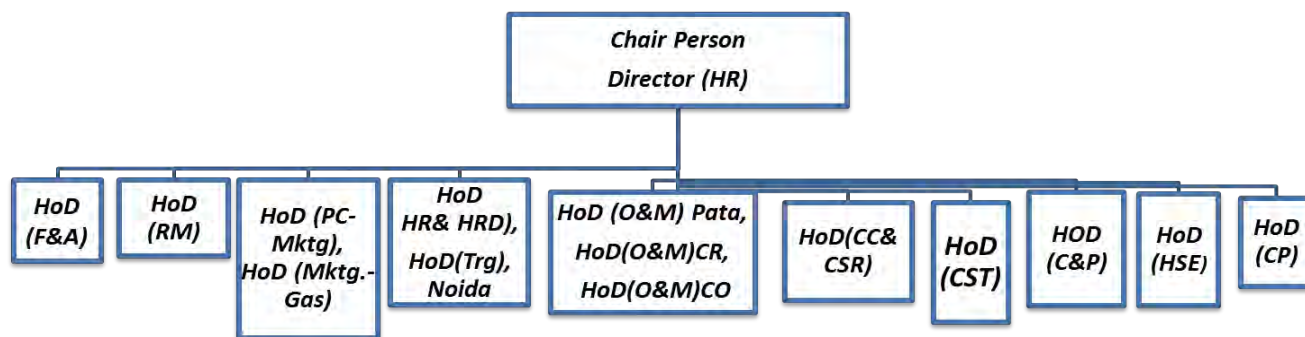 Chair Person
Director (HR)
HoD
(F&A)
HoD
(RM)
HoD (PC-
Mktg),
HoD (Mktg.-
Gas)
HoD
HR& HRD),
HoD(Trg),
Noida
HoD (O&M) Pata,
HoD(O&M)CR,
HoD(O&M)CO
HoD(CC&
CSR)
HoD
(CST)
HOD
(C&P)
HoD
(HSE)
HoD
(CP)